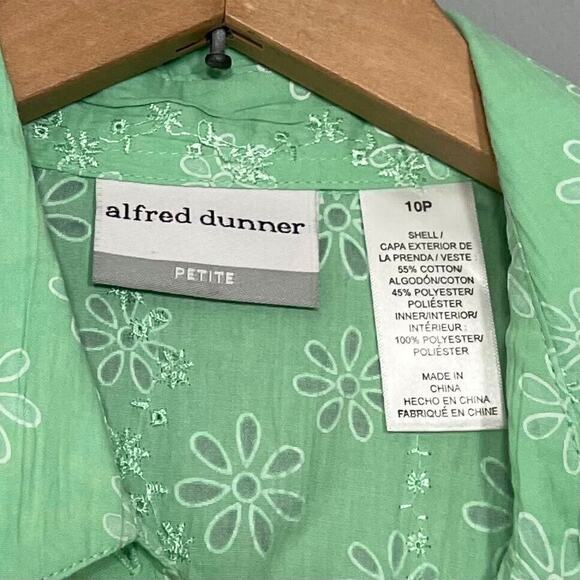 alfred dunner
PETITE
10P
SHELL /
CAPA EXTERIOR DE
LA PRENDA / VESTE
55% COTTON/
ALGODÓN/COTON
45% POLYESTER/
POLIÉSTER
INNER/INTERIOR/
INTÉRIEUR :
100% POLYESTER/
POLIÉSTER
MADE IN
CHINA
HECHO EN CHINA
FABRIQUÉ EN CHINE